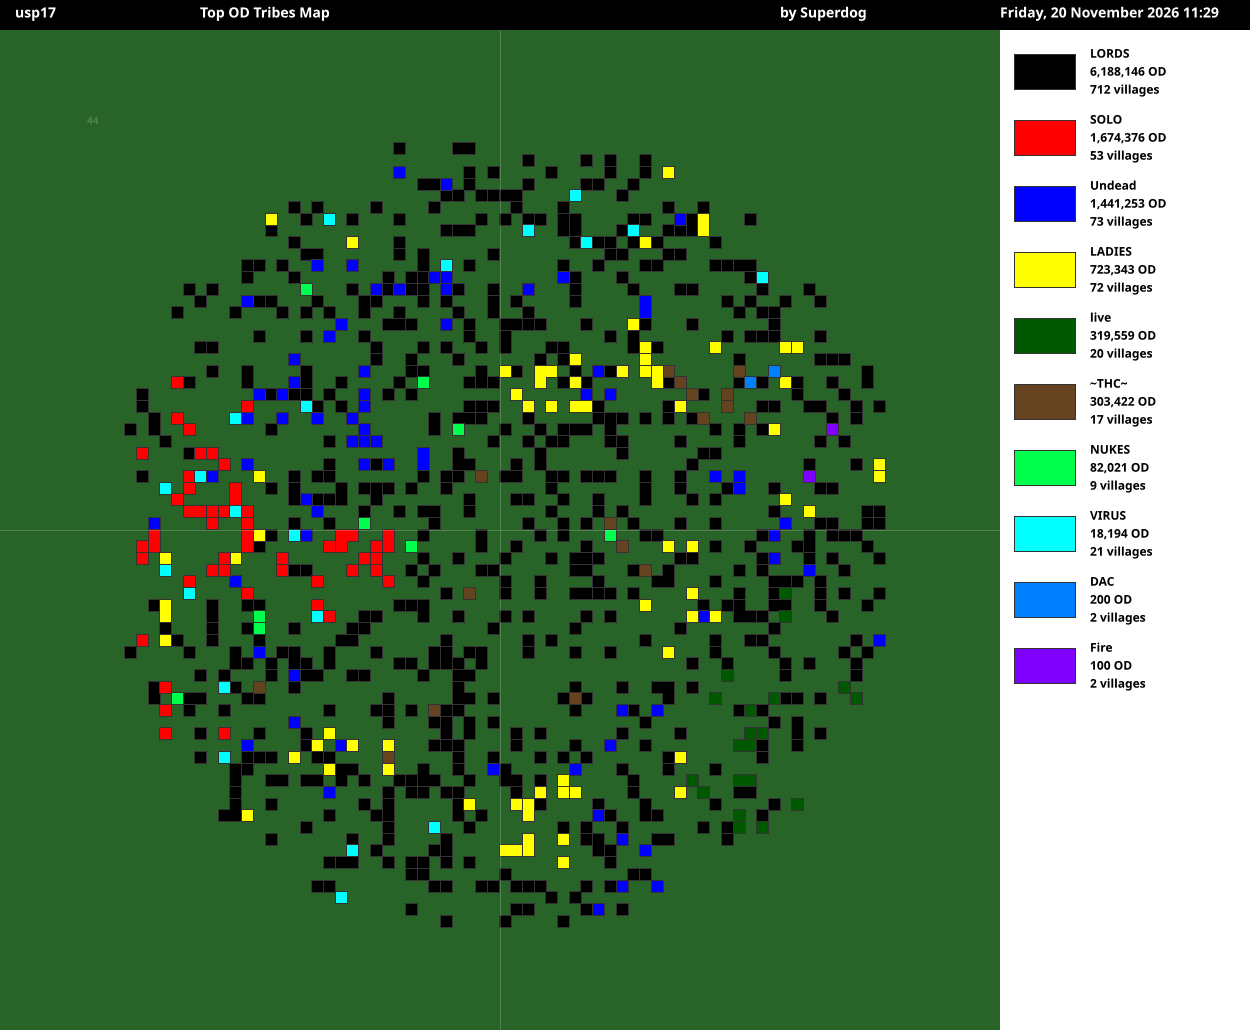 usp17 Top OD Tribes Map by Superdog Friday, 20 November 2026 11:29
44
LORDS
6,188,146 OD
712 villages
SOLO
1,674,376 OD
53 villages
Undead
1,441,253 OD
73 villages
LADIES
723,343 OD
72 villages
live
319,559 OD
20 villages
~THC~
303,422 OD
17 villages
NUKES
82,021 OD
9 villages
VIRUS
18,194 OD
21 villages
DAC
200 OD
2 villages
Fire
100 OD
2 villages